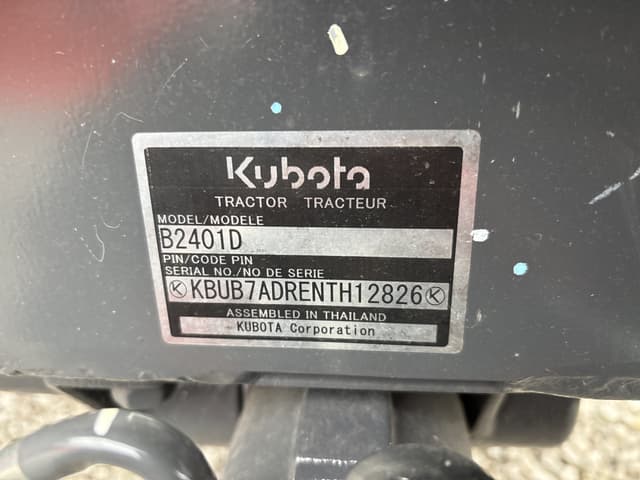 Kubota
TRACTOR TRACTEUR
MODEL/MODELE
B2401D
PIN/CODE PIN
SERIAL NO./NO DE SERIE
KBUB7ADRENTH12826
ASSEMBLED IN THAILAND
KUBOTA Corporation